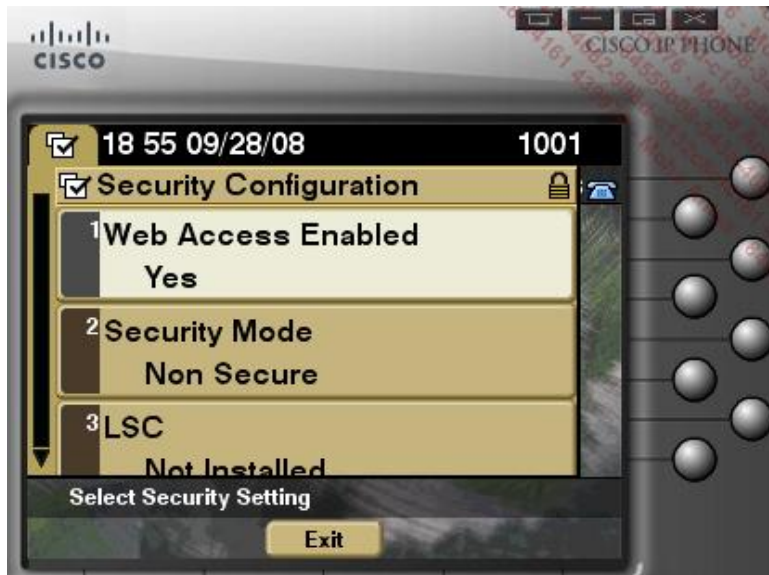 CISCO
CISCO IP PHONE
18 55 09/28/08 1001
Security Configuration
1 Web Access Enabled
Yes
2 Security Mode
Non Secure
3 LSC
Not Installed
Select Security Setting
Exit